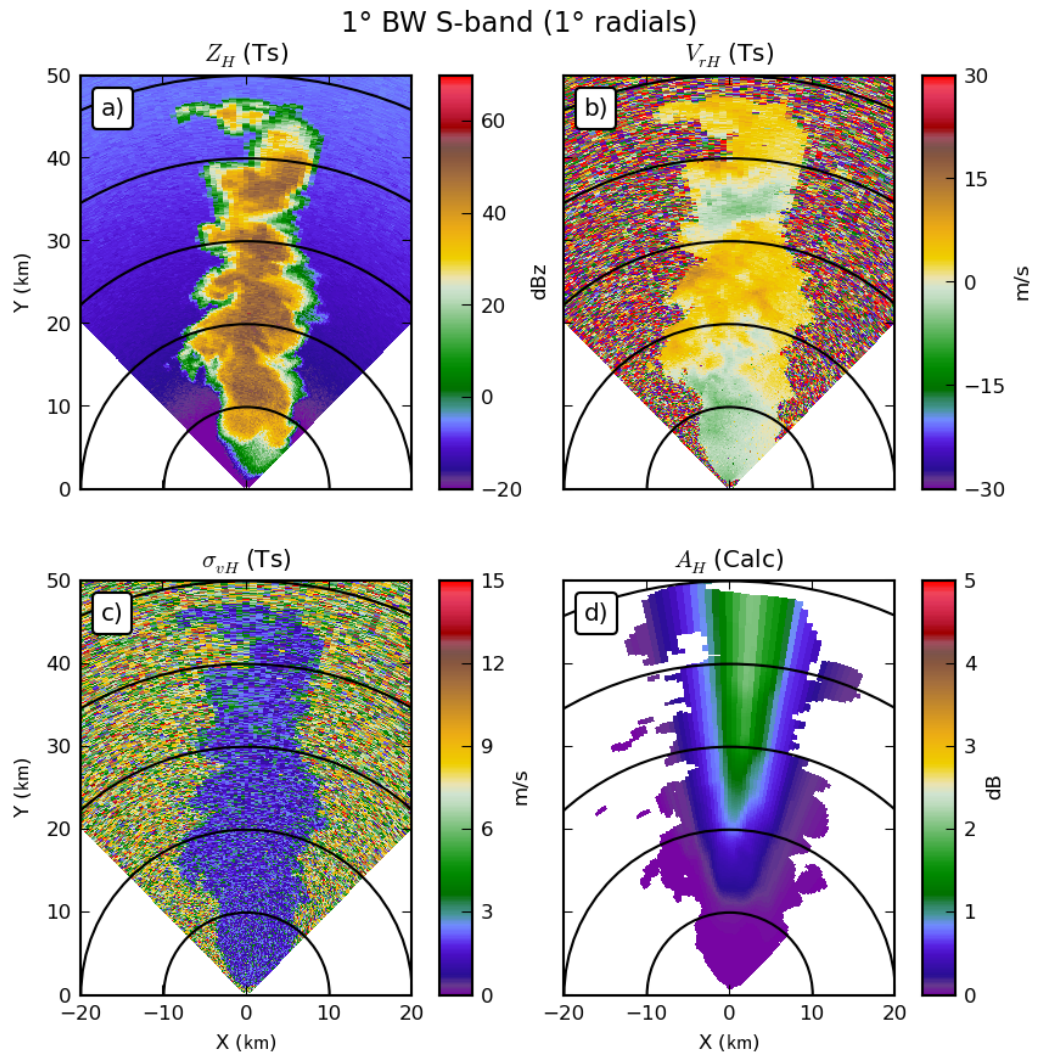 1° BW S-band (1° radials)
Z_H (Ts)
V_rH (Ts)
a)
b)
50
40
30
20
10
0
Y (km)
60
40
20
0
−20
dBz
30
15
0
−15
−30
m/s
σ_vH (Ts)
A_H (Calc)
c)
d)
50
40
30
20
10
0
Y (km)
−20
−10
0
10
20
X (km)
15
12
9
6
3
0
m/s
−20
−10
0
10
20
X (km)
5
4
3
2
1
0
dB